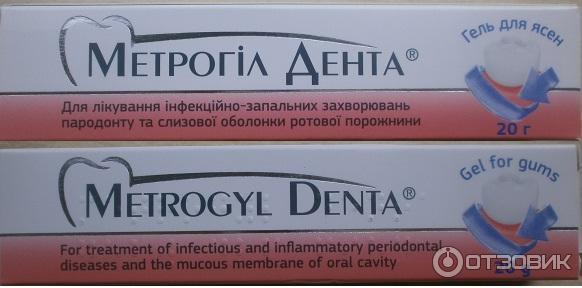 Метрогіл Дента®
Гель для ясен
Для лікування інфекційно-запальних захворювань
пародонту та слизової оболонки ротової порожнини
20 г
Metrogyl Denta®
Gel for gums
For treatment of infectious and inflammatory periodontal
diseases and the mucous membrane of oral cavity
20 g
ОТЗОВИК